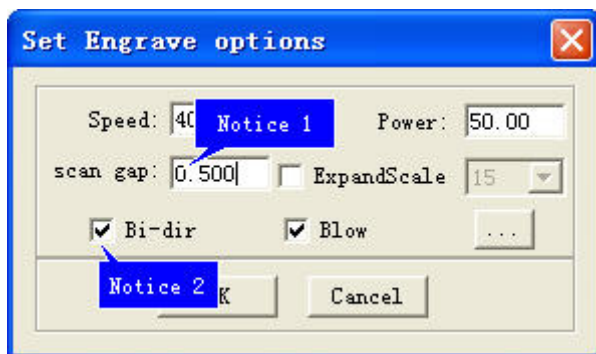 Set Engrave options
Speed: 40 Notice 1 Power: 50.00
scan gap: 0.500 ExpandScale 15
Bi-dir Blow ...
Notice 2 K Cancel